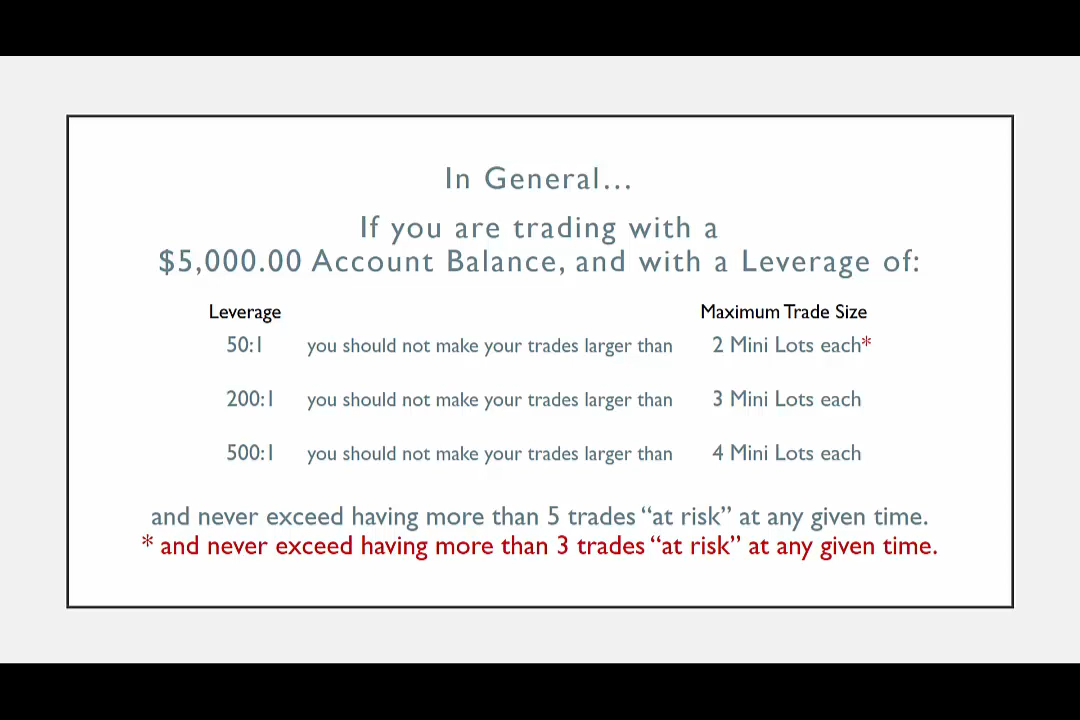 In General...
If you are trading with a
$5,000.00 Account Balance, and with a Leverage of:
Leverage Maximum Trade Size
50:1 you should not make your trades larger than 2 Mini Lots each*
200:1 you should not make your trades larger than 3 Mini Lots each
500:1 you should not make your trades larger than 4 Mini Lots each
and never exceed having more than 5 trades “at risk” at any given time.
* and never exceed having more than 3 trades “at risk” at any given time.